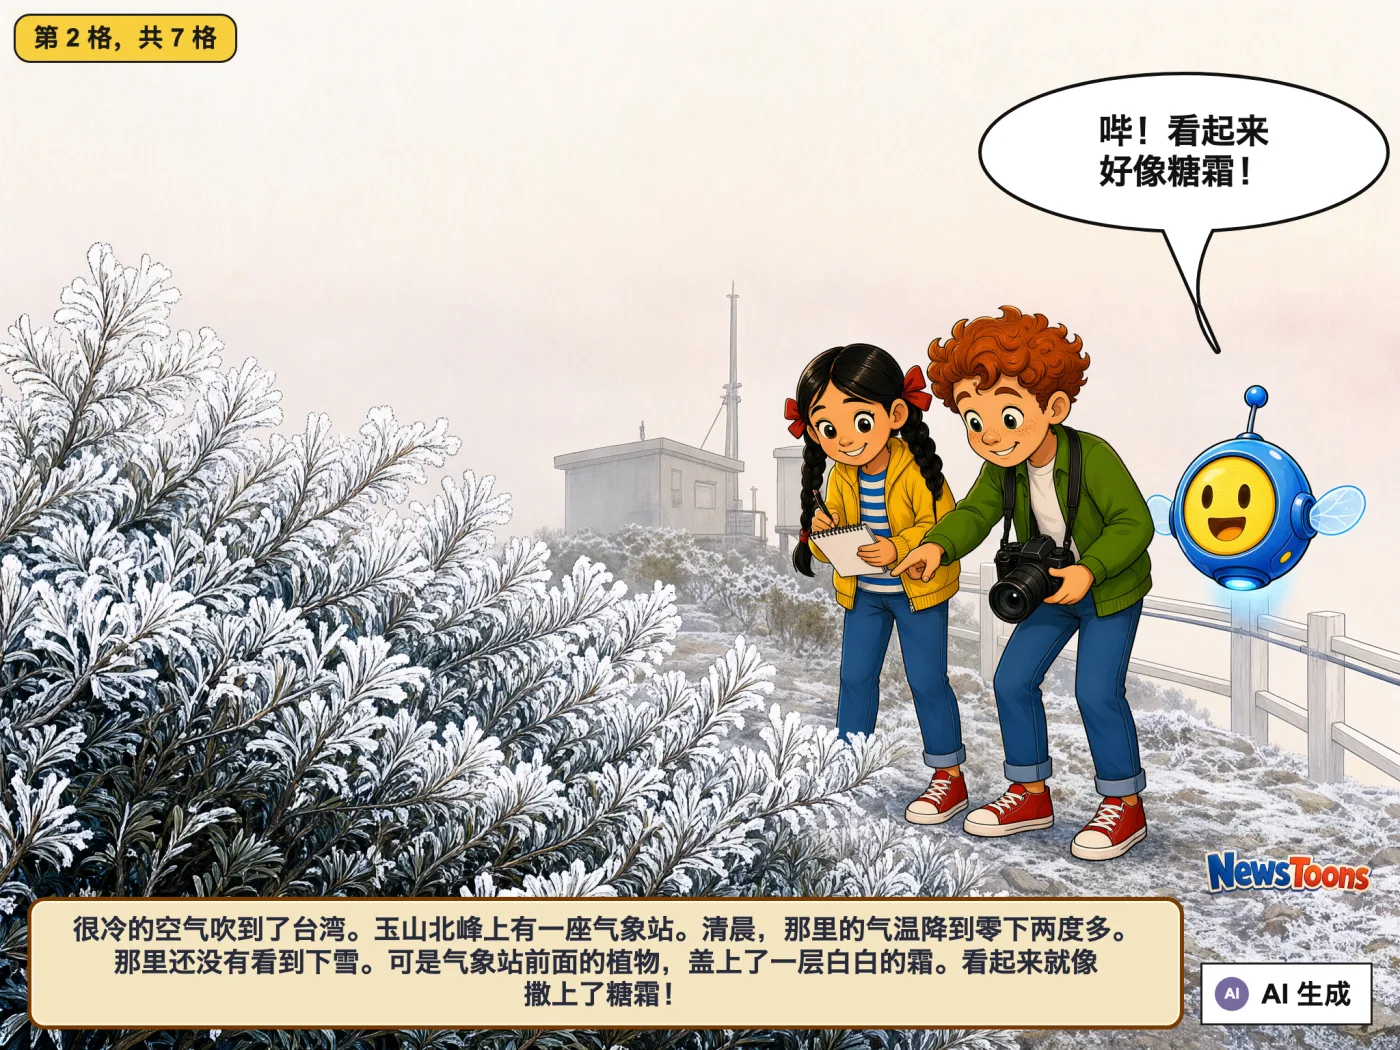 第 2 格，共 7 格
哔！看起来
好像糖霜！
NewsToons
很冷的空气吹到了台湾。玉山北峰上有一座气象站。清晨，那里的气温降到零下两度多。
那里还没有看到下雪。可是气象站前面的植物，盖上了一层白白的霜。看起来就像
撒上了糖霜！
AI AI 生成